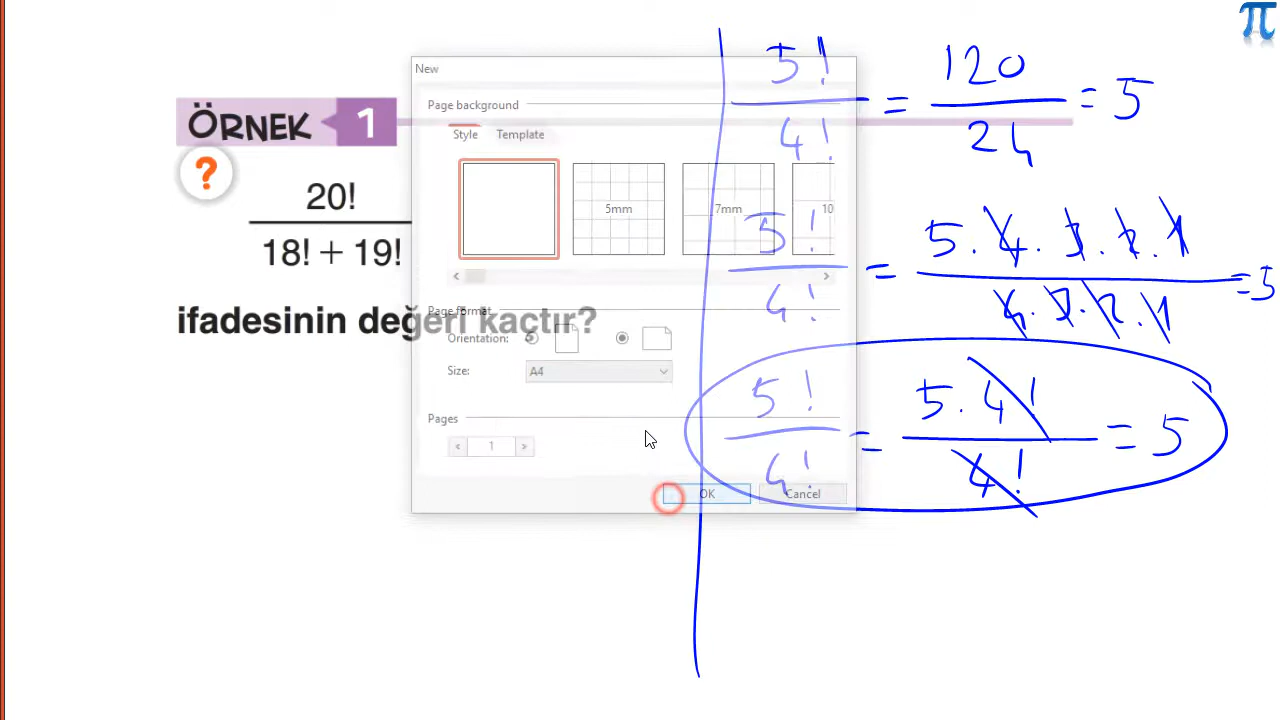 π
ÖRNEK 1
?
20!
18! + 19!
ifadesinin değeri kaçtır?
New
Page background
Style Template
5mm 7mm 10
Page format
Orientation:
Size: A4
Pages
1
OK Cancel
5! / 4! = 120 / 24 = 5
5! / 4! = 5.4.3.2.1 / 4.3.2.1 = 5
5! / 4! = 5.4! / 4! = 5